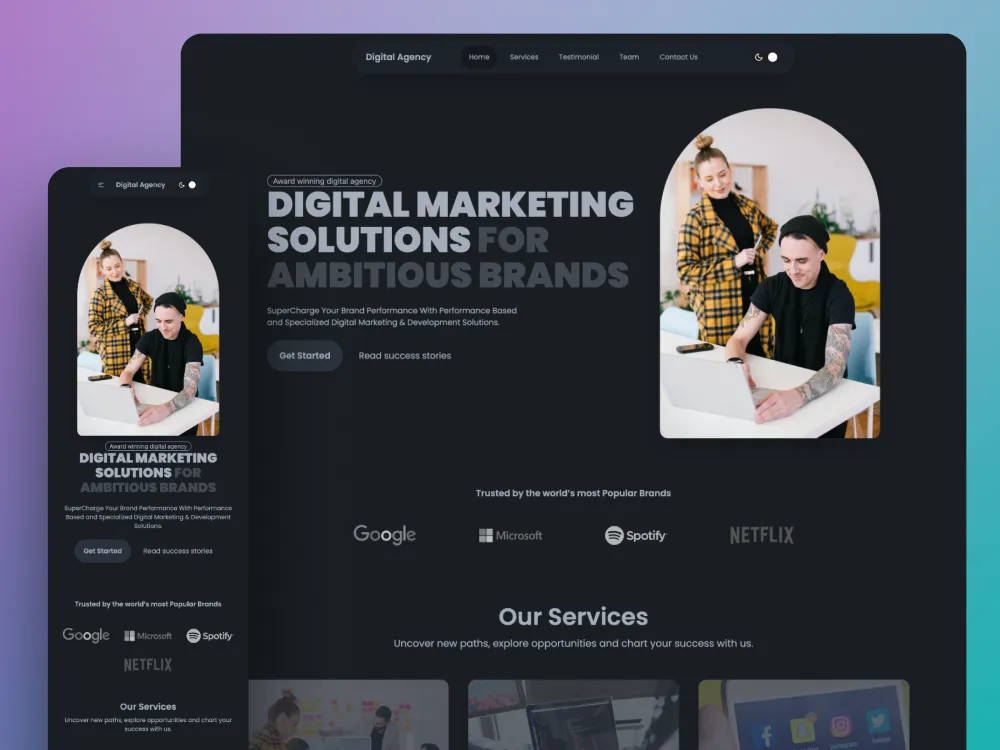 Digital Agency
Home
Services
Testimonial
Team
Contact Us
Award winning digital agency
DIGITAL MARKETING
SOLUTIONS FOR
AMBITIOUS BRANDS
SuperCharge Your Brand Performance With Performance Based
and Specialized Digital Marketing & Development Solutions.
Get Started
Read success stories
Trusted by the world's most Popular Brands
Google
Microsoft
Spotify
NETFLIX
Our Services
Uncover new paths, explore opportunities and chart your success with us.
Twitter
Digital Agency
Award winning digital agency
DIGITAL MARKETING
SOLUTIONS FOR
AMBITIOUS BRANDS
SuperCharge Your Brand Performance With Performance
Based and Specialized Digital Marketing & Development
Solutions.
Get Started
Read success stories
Trusted by the world's most Popular Brands
Google
Microsoft
Spotify
NETFLIX
Our Services
Uncover new paths, explore opportunities and chart your
success with us.